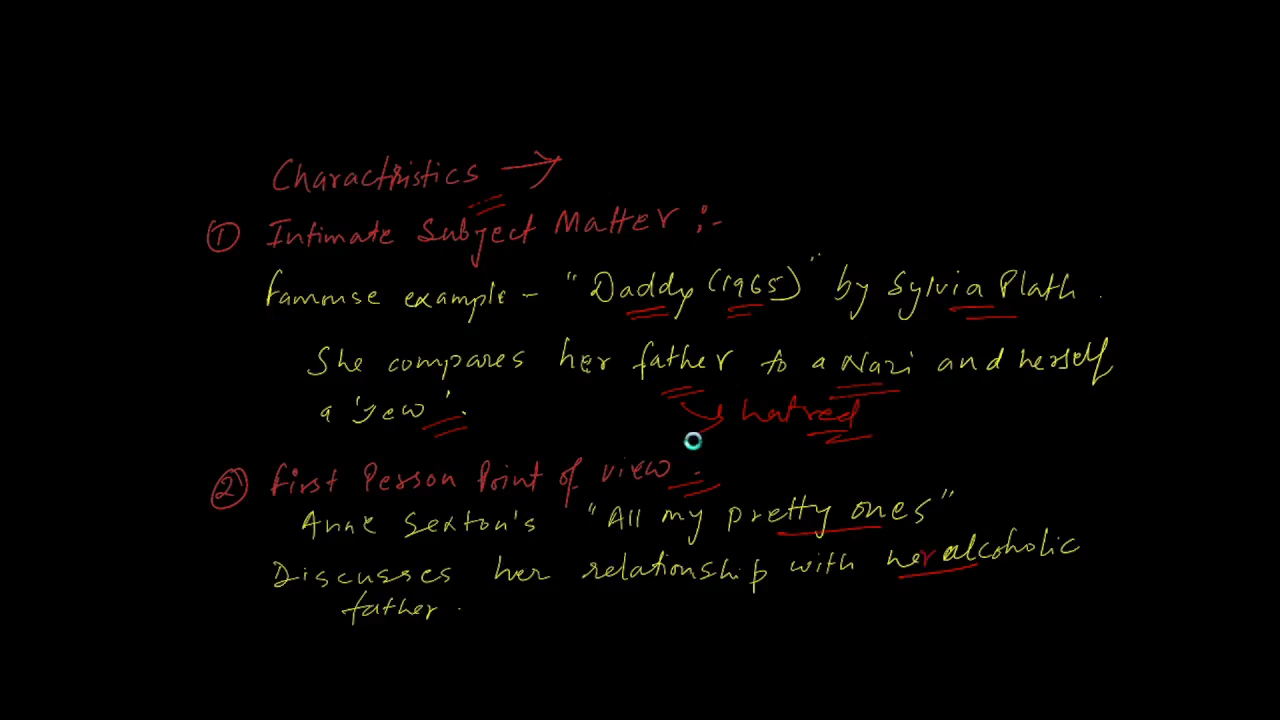 Charactristics →
① Intimate Subject Matter :-
Fammuse example - "Daddy (1965)" by Sylvia Plath.
She compares her father to a Nazi and herself
a 'Jew'.
hatred
② First Person Point of view.
Anne Sexton's "All my pretty ones"
Discusses her relationship with her alcoholic
father.